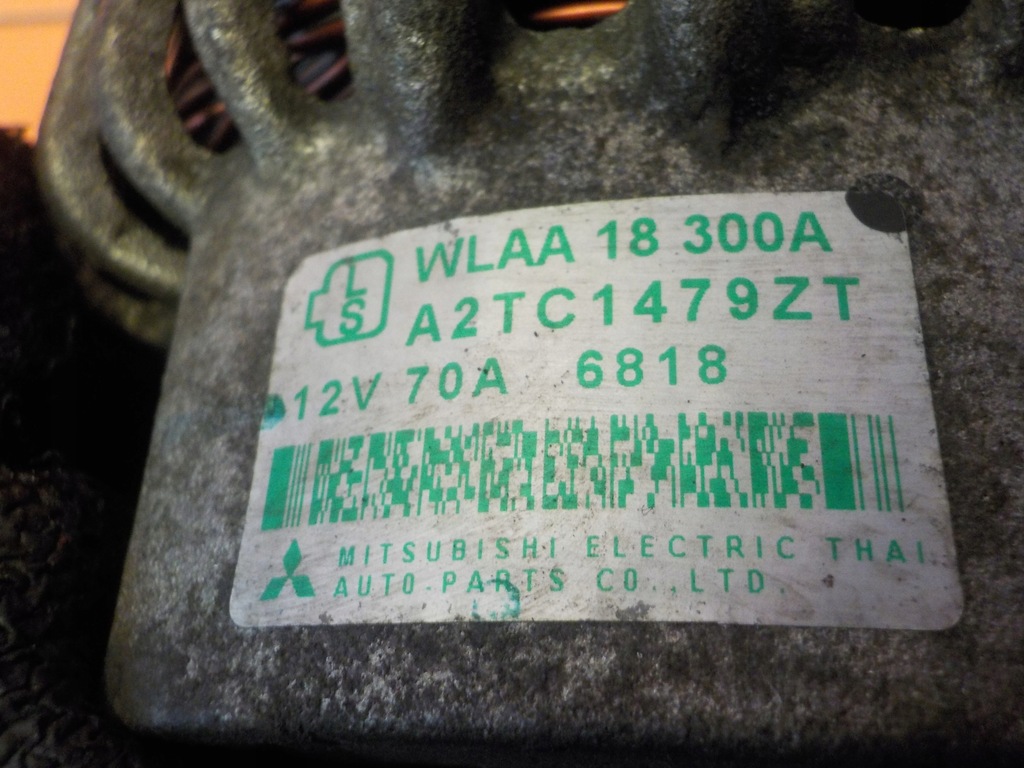 L
S
WLAA 18 300A
A2TC1479ZT
12V 70A 6818
MITSUBISHI ELECTRIC THAI
AUTO-PARTS CO.,LTD.